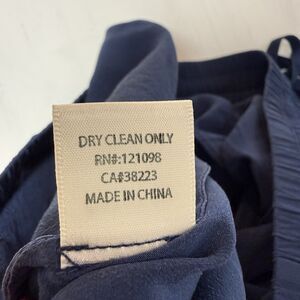 DRY CLEAN ONLY
RN#:121098
CA#38223
MADE IN CHINA